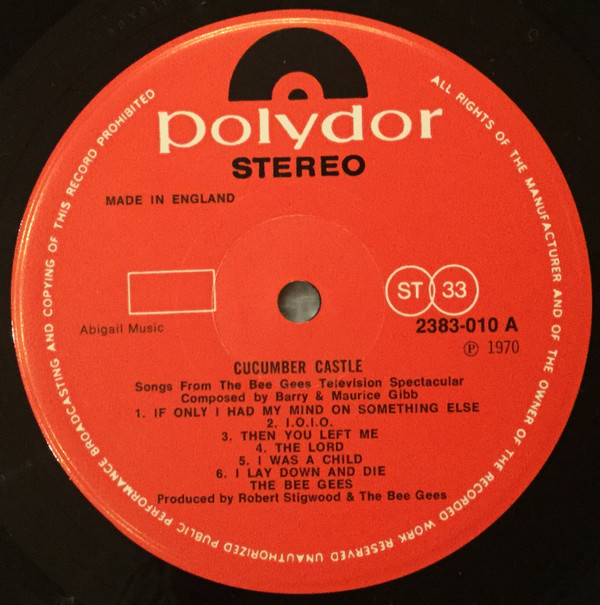 polydor
STEREO
MADE IN ENGLAND
ST 33
Abigail Music
2383-010 A
℗ 1970
CUCUMBER CASTLE
Songs From The Bee Gees Television Spectacular
Composed by Barry & Maurice Gibb
1. IF ONLY I HAD MY MIND ON SOMETHING ELSE
2. I.O.I.O.
3. THEN YOU LEFT ME
4. THE LORD
5. I WAS A CHILD
6. I LAY DOWN AND DIE
THE BEE GEES
Produced by Robert Stigwood & The Bee Gees
ALL RIGHTS OF THE MANUFACTURER AND OF THE OWNER OF THE RECORDED WORK RESERVED UNAUTHORIZED PUBLIC PERFORMANCE BROADCASTING AND COPYING OF THIS RECORD PROHIBITED